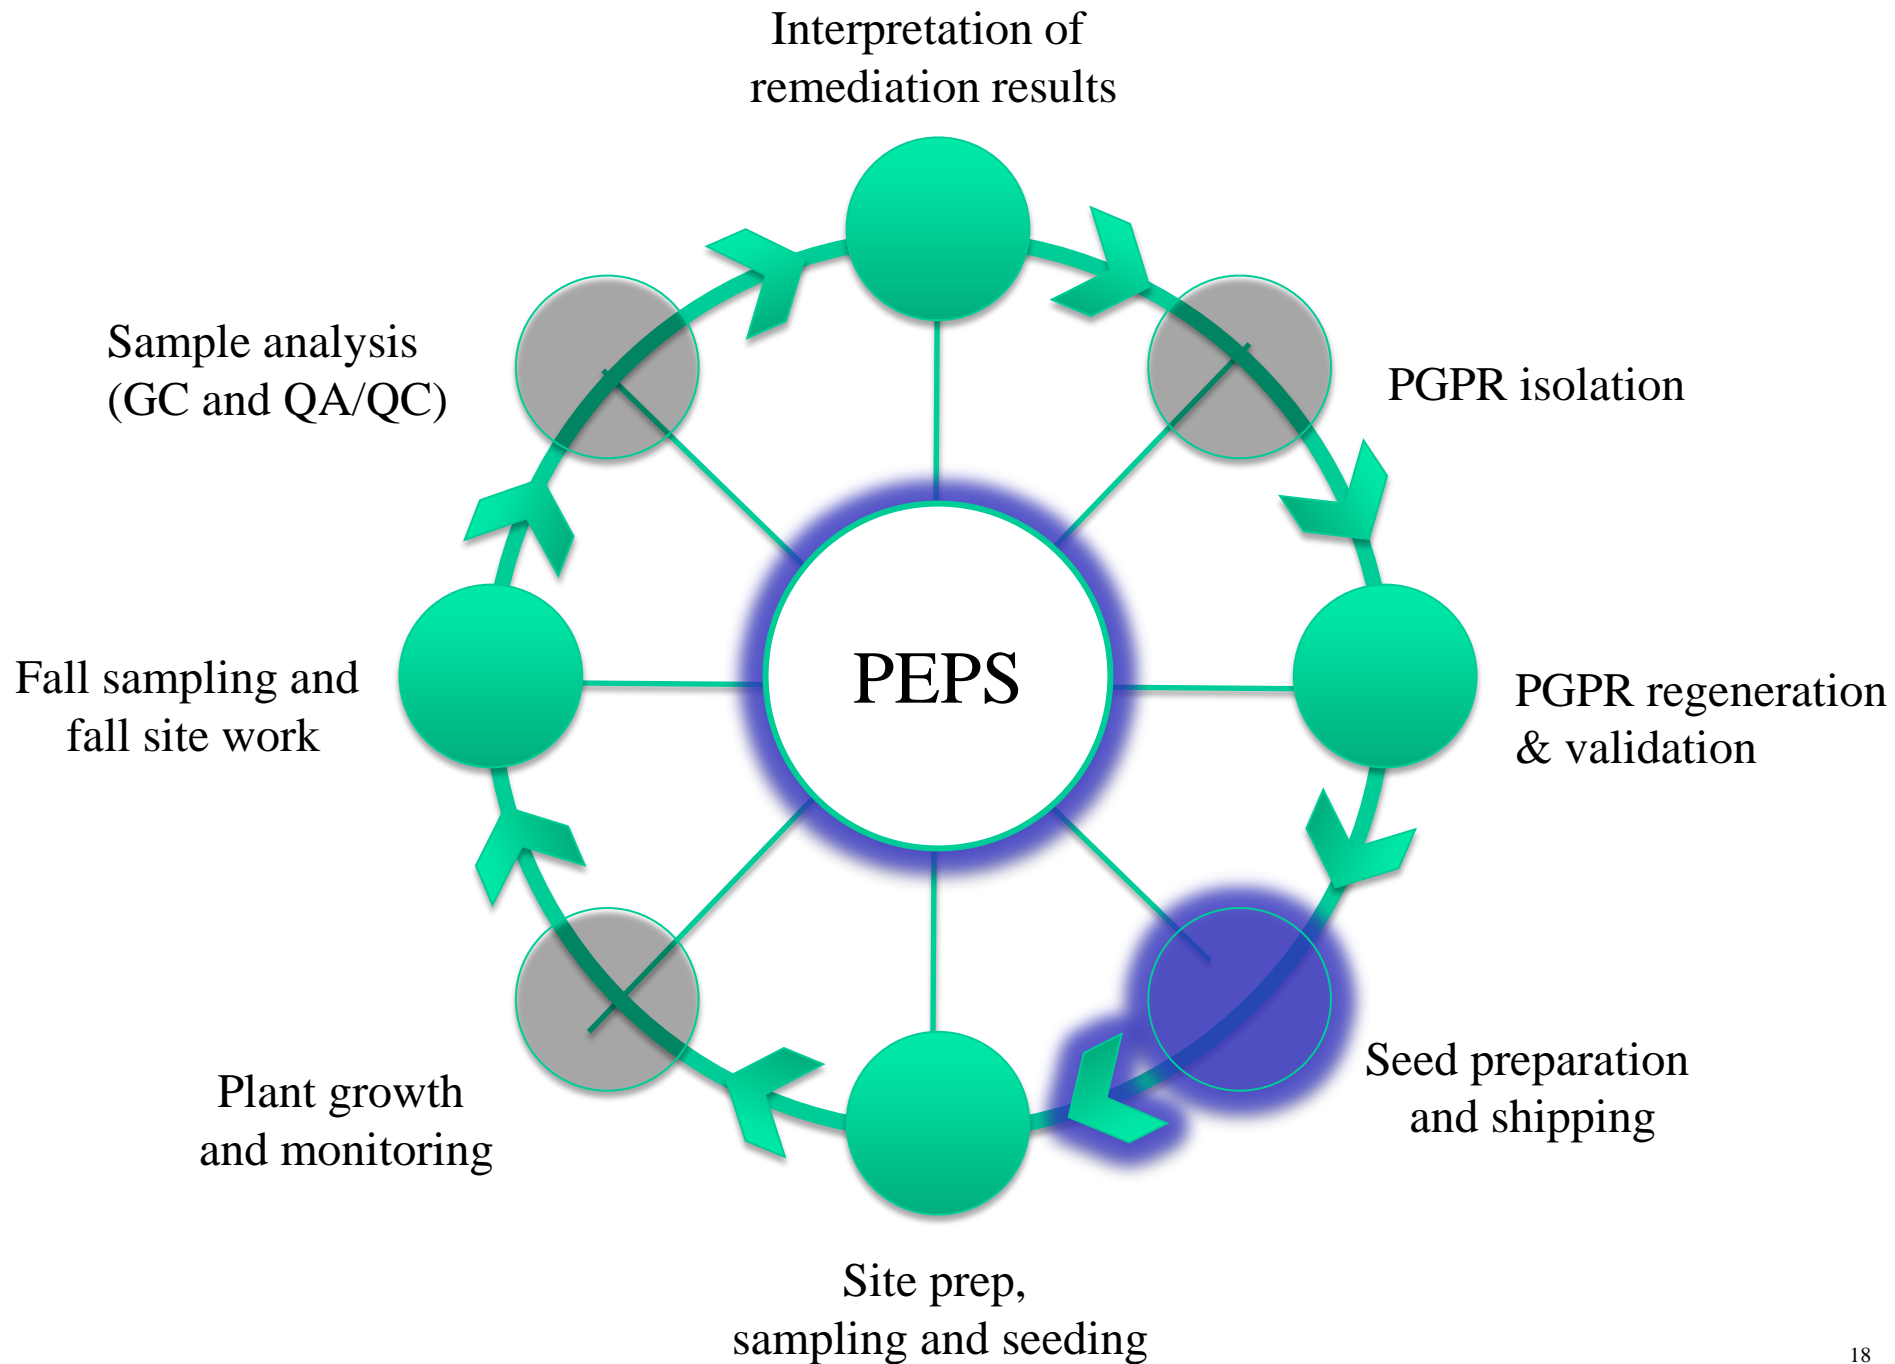 Interpretation of
remediation results
Sample analysis
(GC and QA/QC)
PGPR isolation
Fall sampling and
fall site work
PEPS
PGPR regeneration
& validation
Plant growth
and monitoring
Seed preparation
and shipping
Site prep,
sampling and seeding
18